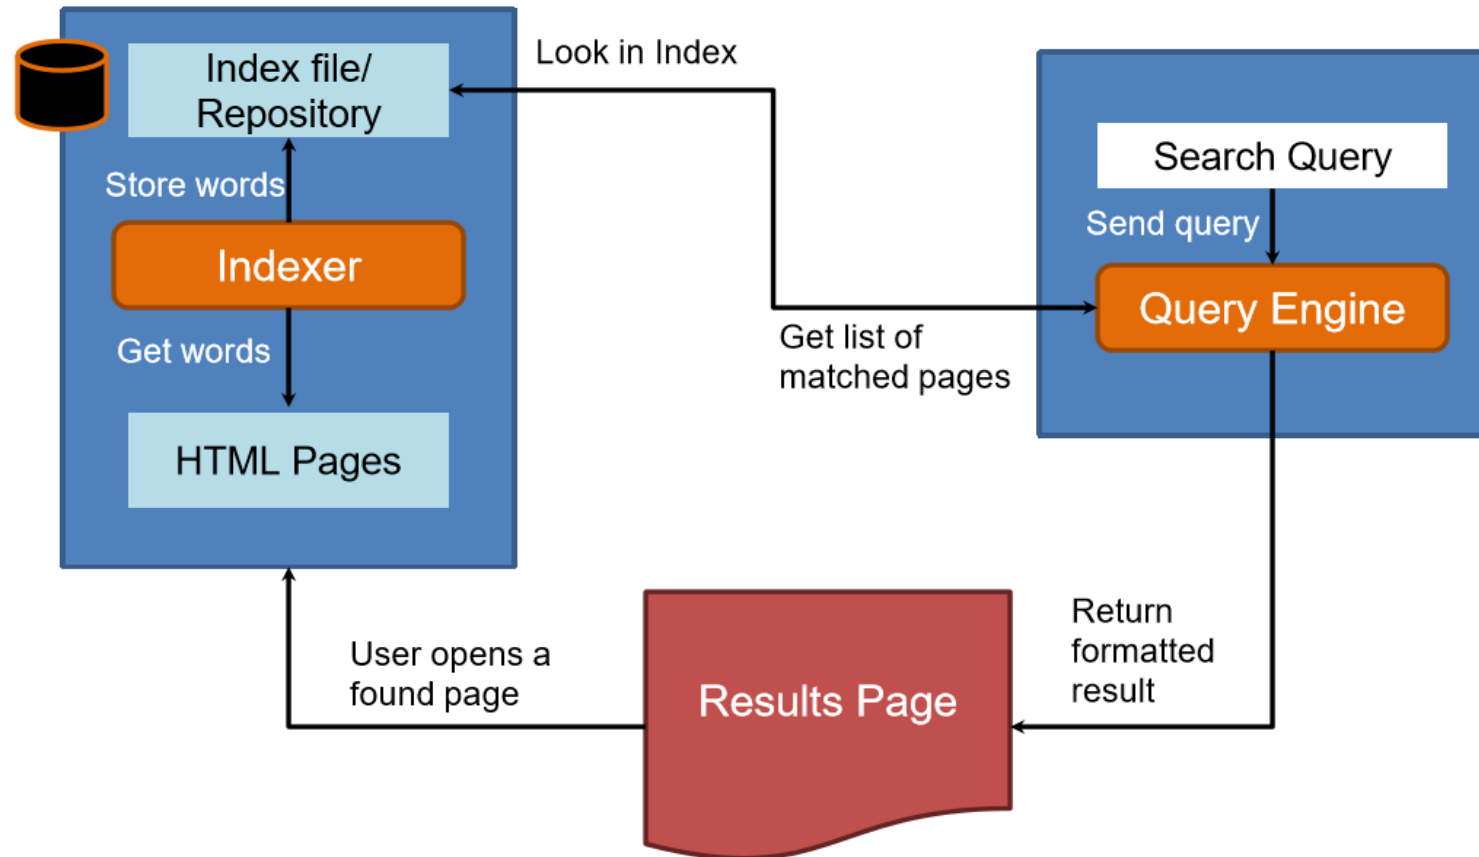 Index file/
Repository
Store words
Indexer
Get words
HTML Pages
Look in Index
Get list of
matched pages
Search Query
Send query
Query Engine
Return
formatted
result
Results Page
User opens a
found page